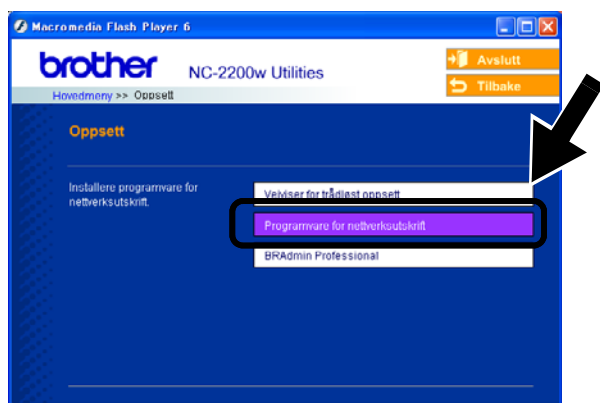 Macromedia Flash Player 6
brother
NC-2200w Utilities
Avslutt
Tilbake
Hovedmeny >> Oppsett
Oppsett
Installere programvare for
nettverksutskrift.
Veiviser for trådløst oppsett
Programvare for nettverksutskrift
BRAdmin Professional